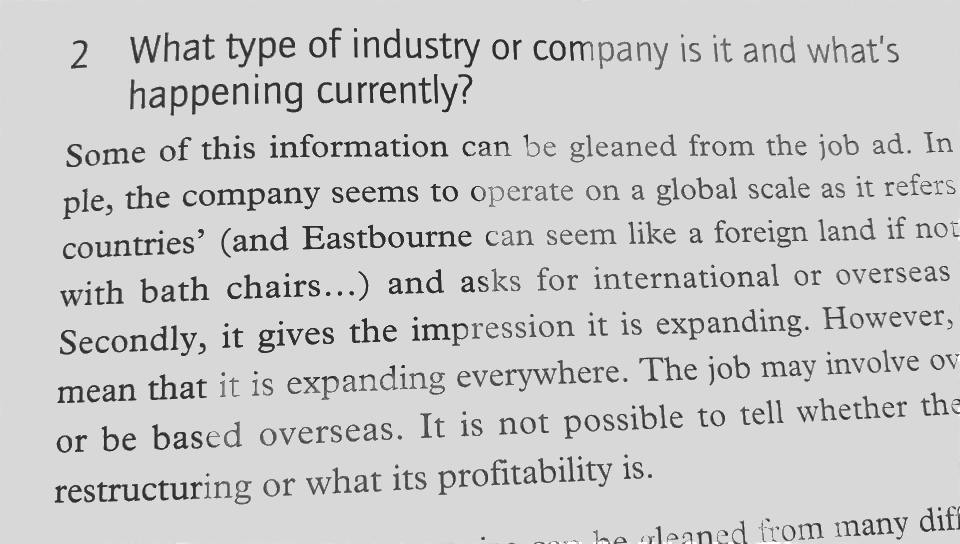 2 What type of industry or company is it and what's
happening currently?
Some of this information can be gleaned from the job ad. In
ple, the company seems to operate on a global scale as it refers
countries’ (and Eastbourne can seem like a foreign land if not
with bath chairs...) and asks for international or overseas
Secondly, it gives the impression it is expanding. However,
mean that it is expanding everywhere. The job may involve ov
or be based overseas. It is not possible to tell whether the
restructuring or what its profitability is.
be gleaned from many diff